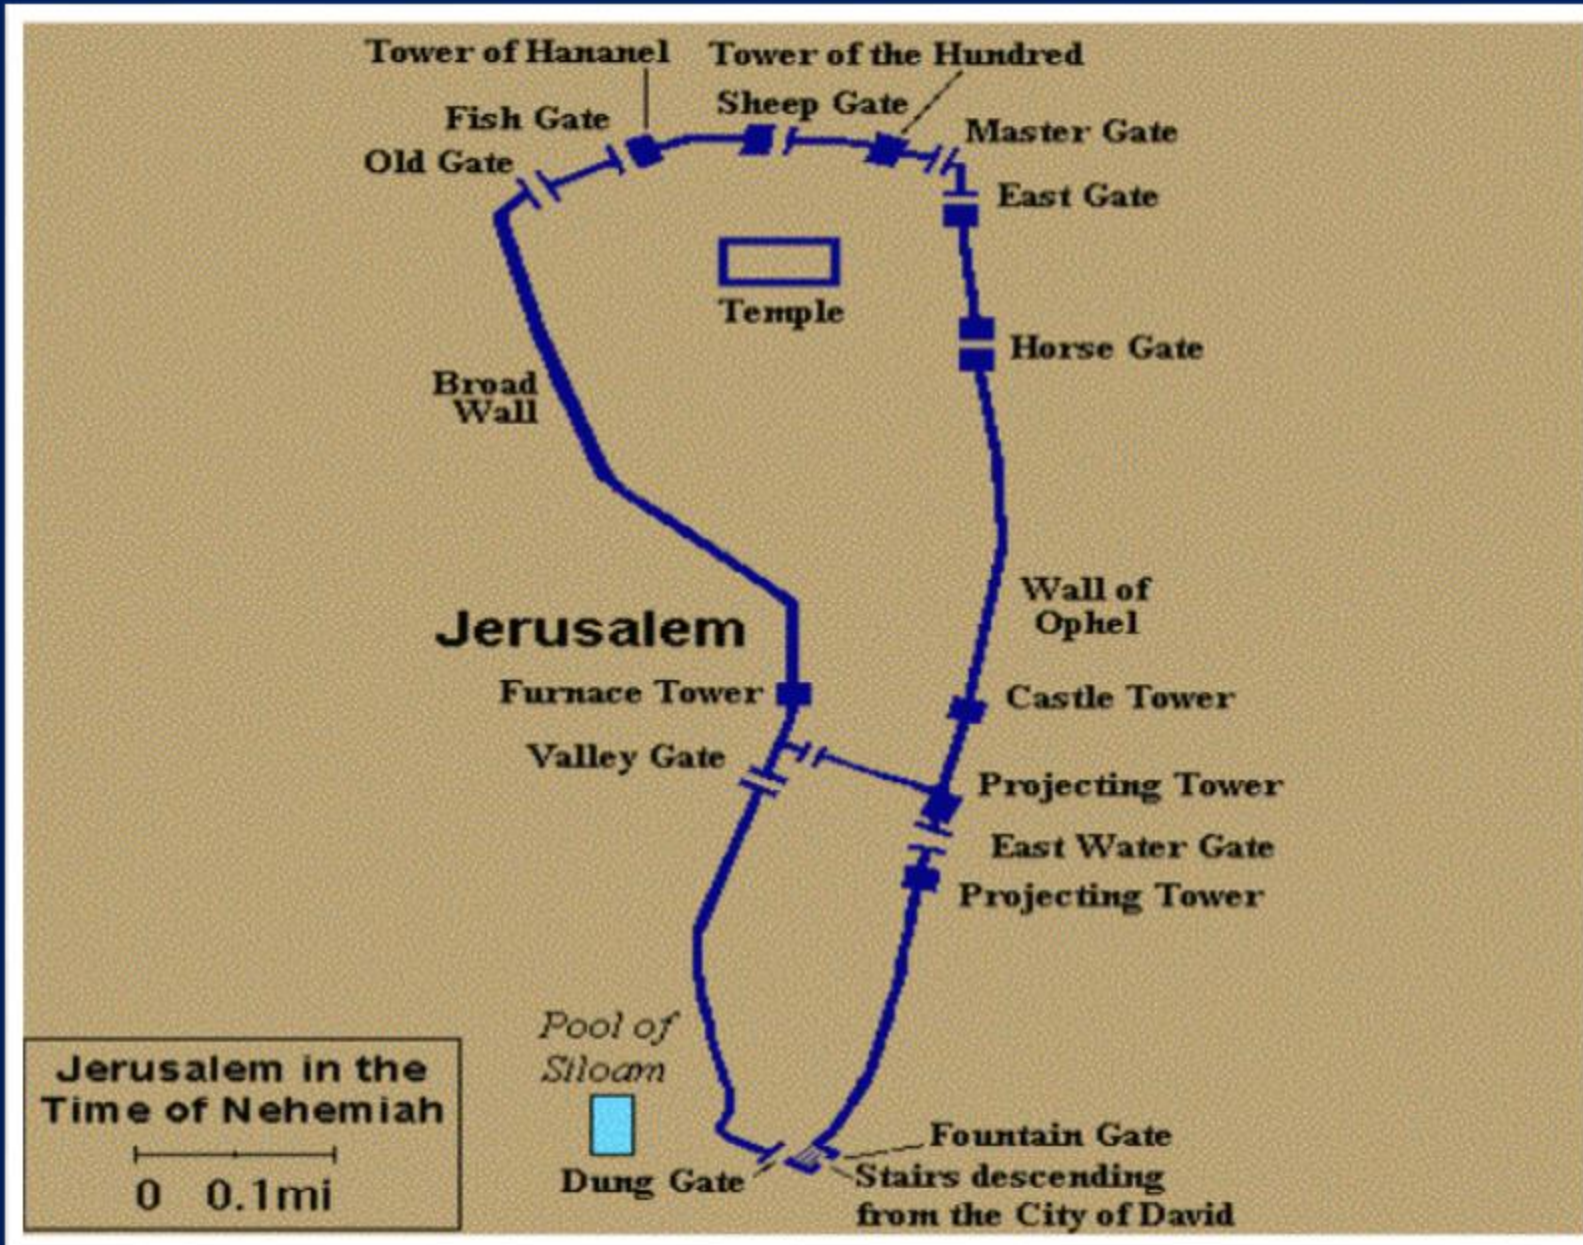 Tower of Hananel
Tower of the Hundred
Sheep Gate
Fish Gate
Master Gate
Old Gate
East Gate
Temple
Horse Gate
Broad
Wall
Wall of
Ophel
Jerusalem
Furnace Tower
Castle Tower
Valley Gate
Projecting Tower
East Water Gate
Projecting Tower
Pool of
Siloam
Jerusalem in the
Time of Nehemiah
0 0.1mi
Fountain Gate
Dung Gate
Stairs descending
from the City of David